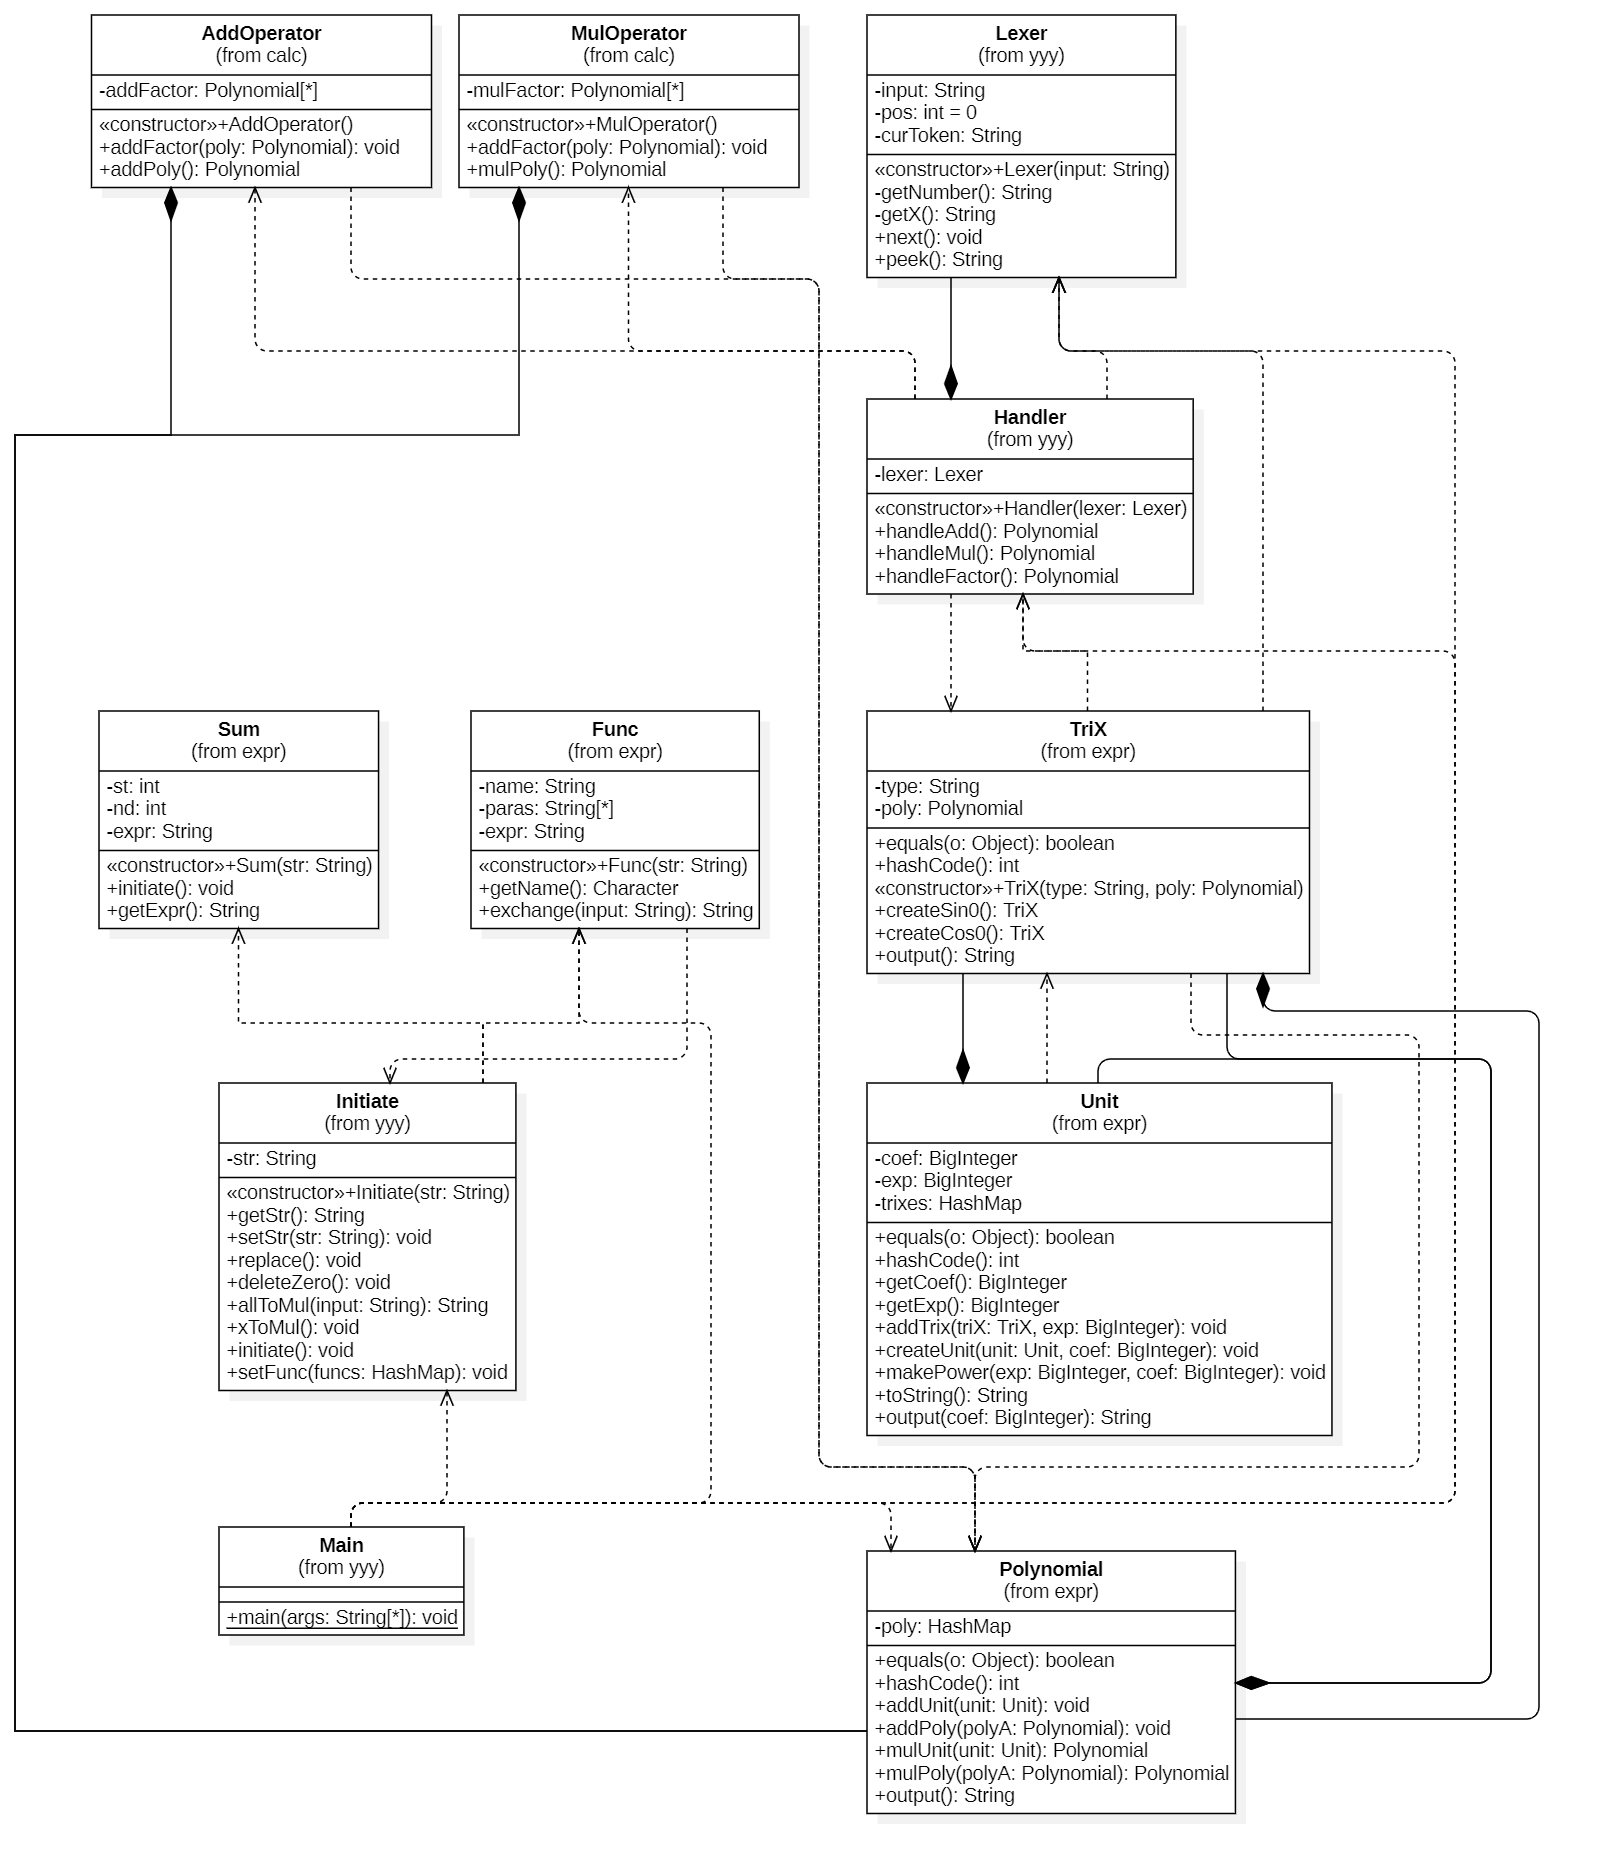 AddOperator
(from calc)
-addFactor: Polynomial[*]
«constructor»+AddOperator()
+addFactor(poly: Polynomial): void
+addPoly(): Polynomial
MulOperator
(from calc)
-mulFactor: Polynomial[*]
«constructor»+MulOperator()
+addFactor(poly: Polynomial): void
+mulPoly(): Polynomial
Lexer
(from yyy)
-input: String
-pos: int = 0
-curToken: String
«constructor»+Lexer(input: String)
-getNumber(): String
-getX(): String
+next(): void
+peek(): String
Handler
(from yyy)
-lexer: Lexer
«constructor»+Handler(lexer: Lexer)
+handleAdd(): Polynomial
+handleMul(): Polynomial
+handleFactor(): Polynomial
Sum
(from expr)
-st: int
-nd: int
-expr: String
«constructor»+Sum(str: String)
+initiate(): void
+getExpr(): String
Func
(from expr)
-name: String
-paras: String[*]
-expr: String
«constructor»+Func(str: String)
+getName(): Character
+exchange(input: String): String
TriX
(from expr)
-type: String
-poly: Polynomial
+equals(o: Object): boolean
+hashCode(): int
«constructor»+TriX(type: String, poly: Polynomial)
+createSin0(): TriX
+createCos0(): TriX
+output(): String
Initiate
(from yyy)
-str: String
«constructor»+Initiate(str: String)
+getStr(): String
+setStr(str: String): void
+replace(): void
+deleteZero(): void
+allToMul(input: String): String
+xToMul(): void
+initiate(): void
+setFunc(funcs: HashMap): void
Unit
(from expr)
-coef: BigInteger
-exp: BigInteger
-trixes: HashMap
+equals(o: Object): boolean
+hashCode(): int
+getCoef(): BigInteger
+getExp(): BigInteger
+addTrix(triX: TriX, exp: BigInteger): void
+createUnit(unit: Unit, coef: BigInteger): void
+makePower(exp: BigInteger, coef: BigInteger): void
+toString(): String
+output(coef: BigInteger): String
Main
(from yyy)
+main(args: String[*]): void
Polynomial
(from expr)
-poly: HashMap
+equals(o: Object): boolean
+hashCode(): int
+addUnit(unit: Unit): void
+addPoly(polyA: Polynomial): void
+mulUnit(unit: Unit): Polynomial
+mulPoly(polyA: Polynomial): Polynomial
+output(): String